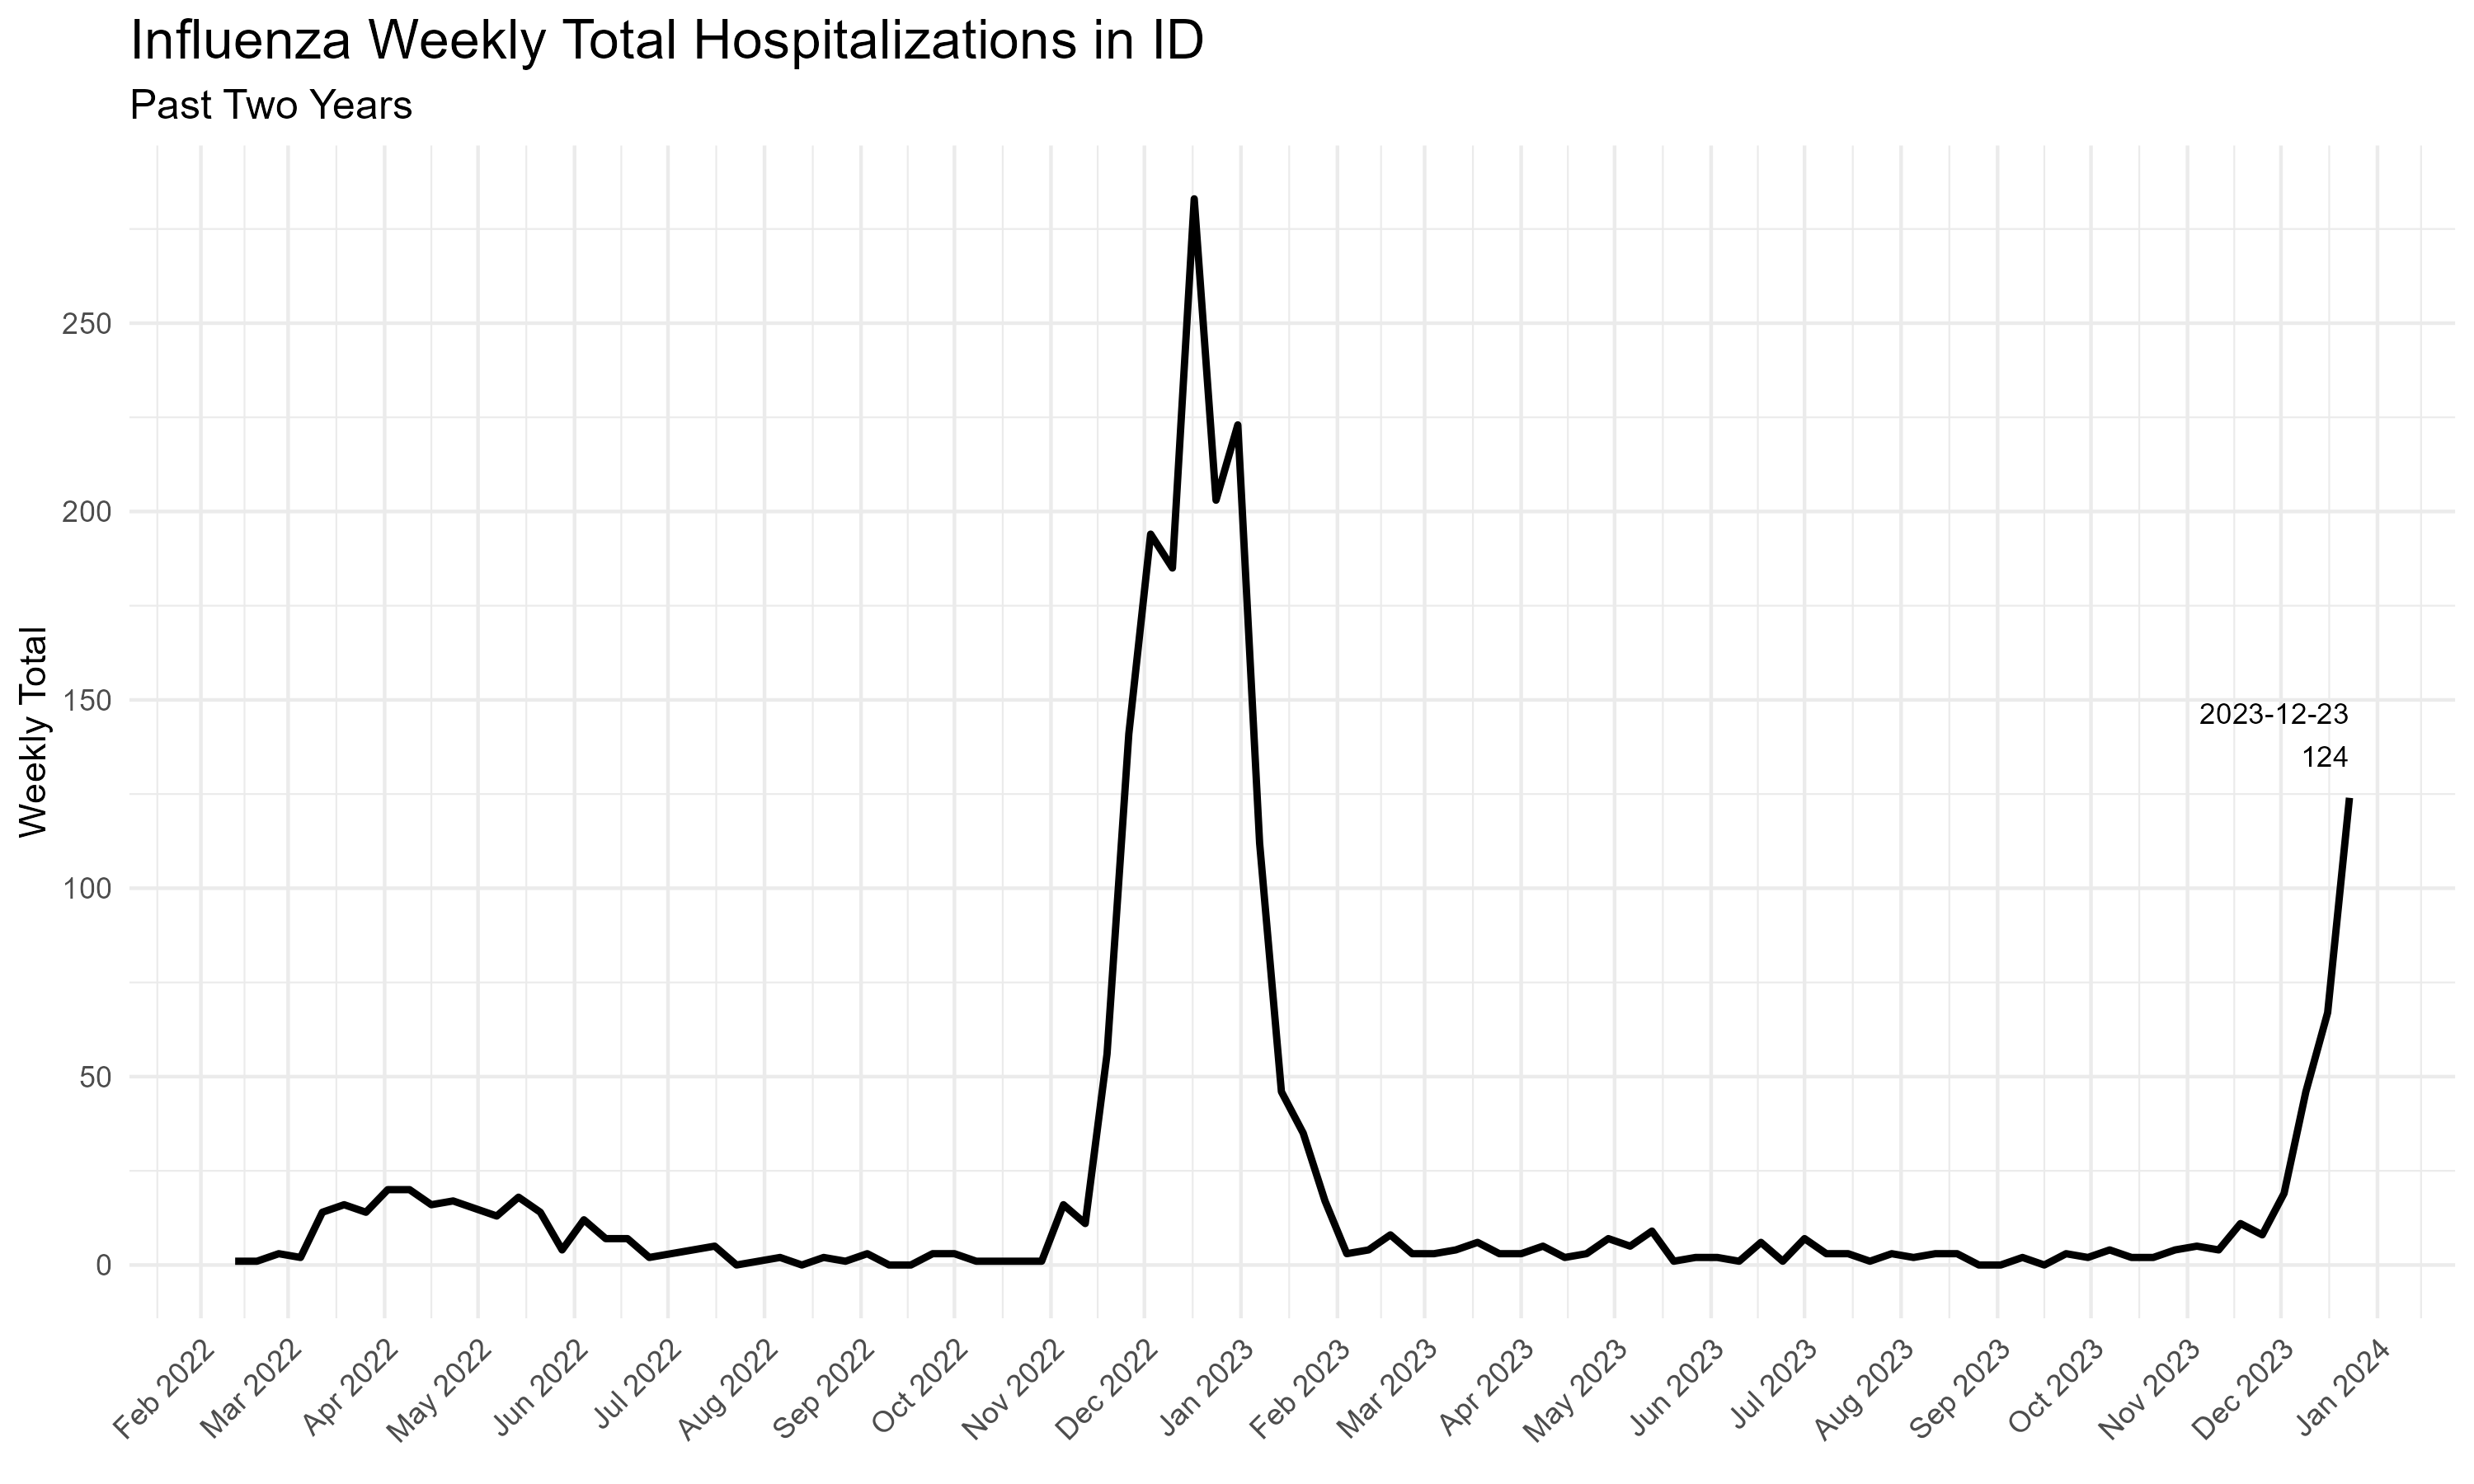 Influenza Weekly Total Hospitalizations in ID
Past Two Years
Weekly Total
250
200
150
100
50
0
2023-12-23
124
Feb 2022
Mar 2022
Apr 2022
May 2022
Jun 2022
Jul 2022
Aug 2022
Sep 2022
Oct 2022
Nov 2022
Dec 2022
Jan 2023
Feb 2023
Mar 2023
Apr 2023
May 2023
Jun 2023
Jul 2023
Aug 2023
Sep 2023
Oct 2023
Nov 2023
Dec 2023
Jan 2024